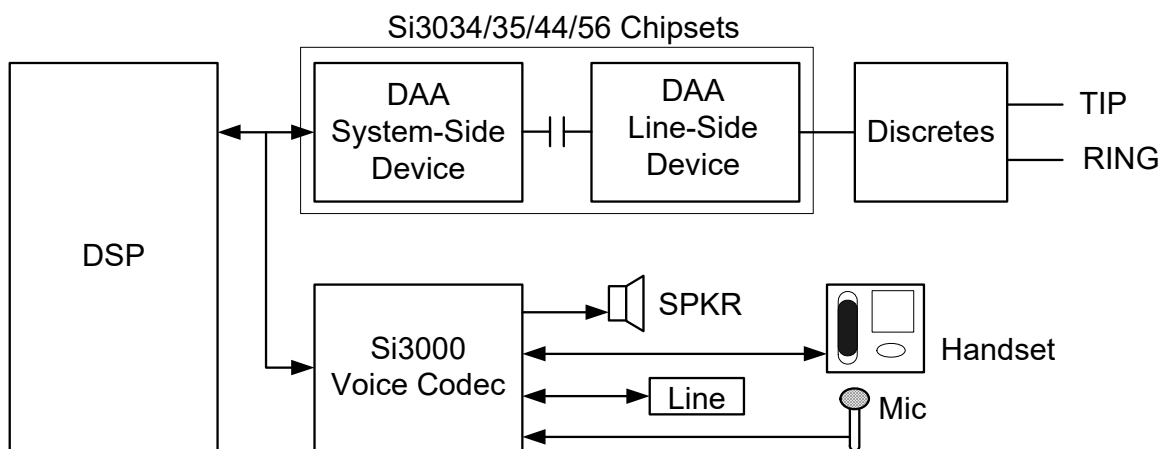 Si3034/35/44/56 Chipsets
DSP
DAA
System-Side
Device
DAA
Line-Side
Device
Discretes
TIP
RING
Si3000
Voice Codec
SPKR
Handset
Line
Mic